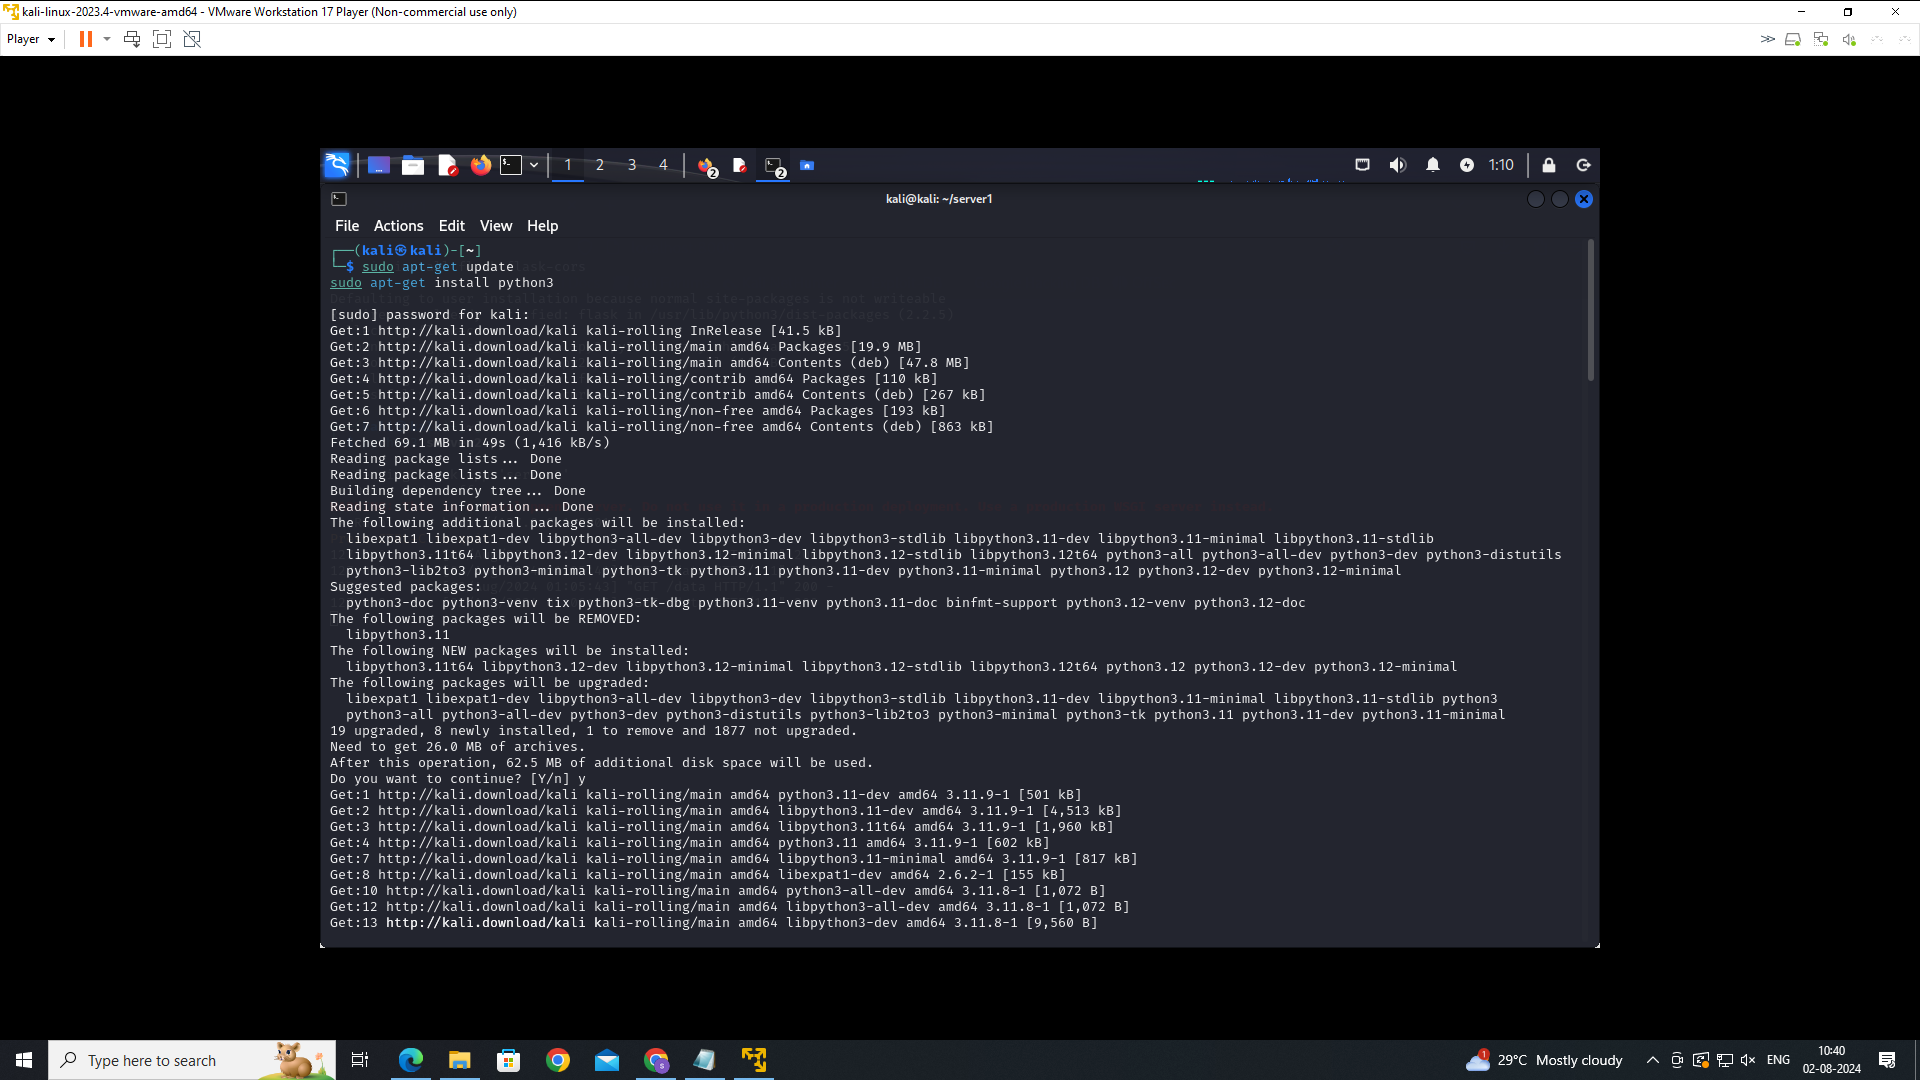 kali-linux-2023.4-vmware-amd64 - VMware Workstation 17 Player (Non-commercial use only)
Player
1 2 3 4 2 2 1:10
kali@kali: ~/server1
File Actions Edit View Help
┌──(kali㉿kali)-[~]
└─$ sudo apt-get update
sudo apt-get install python3
Defaulting to user installation because normal site-packages is not writeable
[sudo] password for kali:
Get:1 http://kali.download/kali kali-rolling InRelease [41.5 kB]
Get:2 http://kali.download/kali kali-rolling/main amd64 Packages [19.9 MB]
Get:3 http://kali.download/kali kali-rolling/main amd64 Contents (deb) [47.8 MB]
Get:4 http://kali.download/kali kali-rolling/contrib amd64 Packages [110 kB]
Get:5 http://kali.download/kali kali-rolling/contrib amd64 Contents (deb) [267 kB]
Get:6 http://kali.download/kali kali-rolling/non-free amd64 Packages [193 kB]
Get:7 http://kali.download/kali kali-rolling/non-free amd64 Contents (deb) [863 kB]
Fetched 69.1 MB in 49s (1,416 kB/s)
Reading package lists... Done
Reading package lists... Done
Building dependency tree... Done
Reading state information... Done
The following additional packages will be installed:
libexpat1 libexpat1-dev libpython3-all-dev libpython3-dev libpython3-stdlib libpython3.11-dev libpython3.11-minimal libpython3.11-stdlib
libpython3.11t64 libpython3.12-dev libpython3.12-minimal libpython3.12-stdlib libpython3.12t64 python3-all python3-all-dev python3-dev python3-distutils
python3-lib2to3 python3-minimal python3-tk python3.11 python3.11-dev python3.11-minimal python3.12 python3.12-dev python3.12-minimal
Suggested packages:
python3-doc python3-venv tix python3-tk-dbg python3.11-venv python3.11-doc binfmt-support python3.12-venv python3.12-doc
The following packages will be REMOVED:
libpython3.11
The following NEW packages will be installed:
libpython3.11t64 libpython3.12-dev libpython3.12-minimal libpython3.12-stdlib libpython3.12t64 python3.12 python3.12-dev python3.12-minimal
The following packages will be upgraded:
libexpat1 libexpat1-dev libpython3-all-dev libpython3-dev libpython3-stdlib libpython3.11-dev libpython3.11-minimal libpython3.11-stdlib python3
python3-all python3-all-dev python3-dev python3-distutils python3-lib2to3 python3-minimal python3-tk python3.11 python3.11-dev python3.11-minimal
19 upgraded, 8 newly installed, 1 to remove and 1877 not upgraded.
Need to get 26.0 MB of archives.
After this operation, 62.5 MB of additional disk space will be used.
Do you want to continue? [Y/n] y
Get:1 http://kali.download/kali kali-rolling/main amd64 python3.11-dev amd64 3.11.9-1 [501 kB]
Get:2 http://kali.download/kali kali-rolling/main amd64 libpython3.11-dev amd64 3.11.9-1 [4,513 kB]
Get:3 http://kali.download/kali kali-rolling/main amd64 libpython3.11t64 amd64 3.11.9-1 [1,960 kB]
Get:4 http://kali.download/kali kali-rolling/main amd64 python3.11 amd64 3.11.9-1 [602 kB]
Get:7 http://kali.download/kali kali-rolling/main amd64 libpython3.11-minimal amd64 3.11.9-1 [817 kB]
Get:8 http://kali.download/kali kali-rolling/main amd64 libexpat1-dev amd64 2.6.2-1 [155 kB]
Get:10 http://kali.download/kali kali-rolling/main amd64 python3-all-dev amd64 3.11.8-1 [1,072 B]
Get:12 http://kali.download/kali kali-rolling/main amd64 libpython3-all-dev amd64 3.11.8-1 [1,072 B]
Get:13 http://kali.download/kali kali-rolling/main amd64 libpython3-dev amd64 3.11.8-1 [9,560 B]
Type here to search
1 29°C Mostly cloudy ENG 10:40
02-08-2024